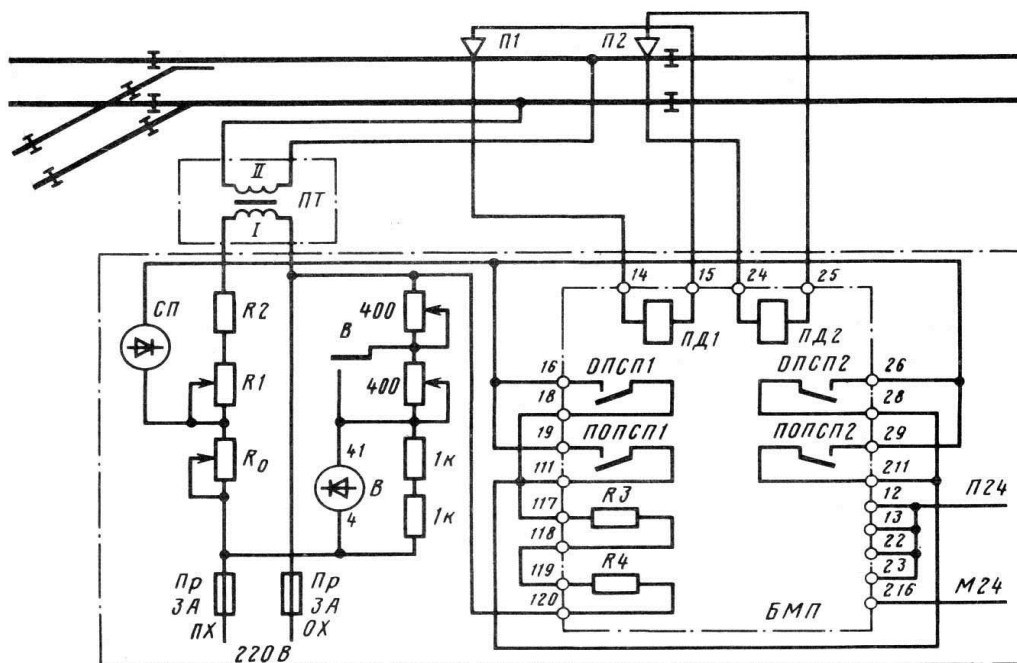 П1
П2
II
ПТ
I
14
15
24
25
СП
R2
400
В
ПД1
ПД2
R1
400
16
ДПСП1
ДПСП2
26
18
28
19
ПОПСП1
ПОПСП2
29
R0
41
1к
111
211
В
117
R3
12
П24
4
1к
118
13
22
119
R4
23
Пр
3А
ПХ
Пр
3А
ОХ
120
216
М24
БМП
220 В